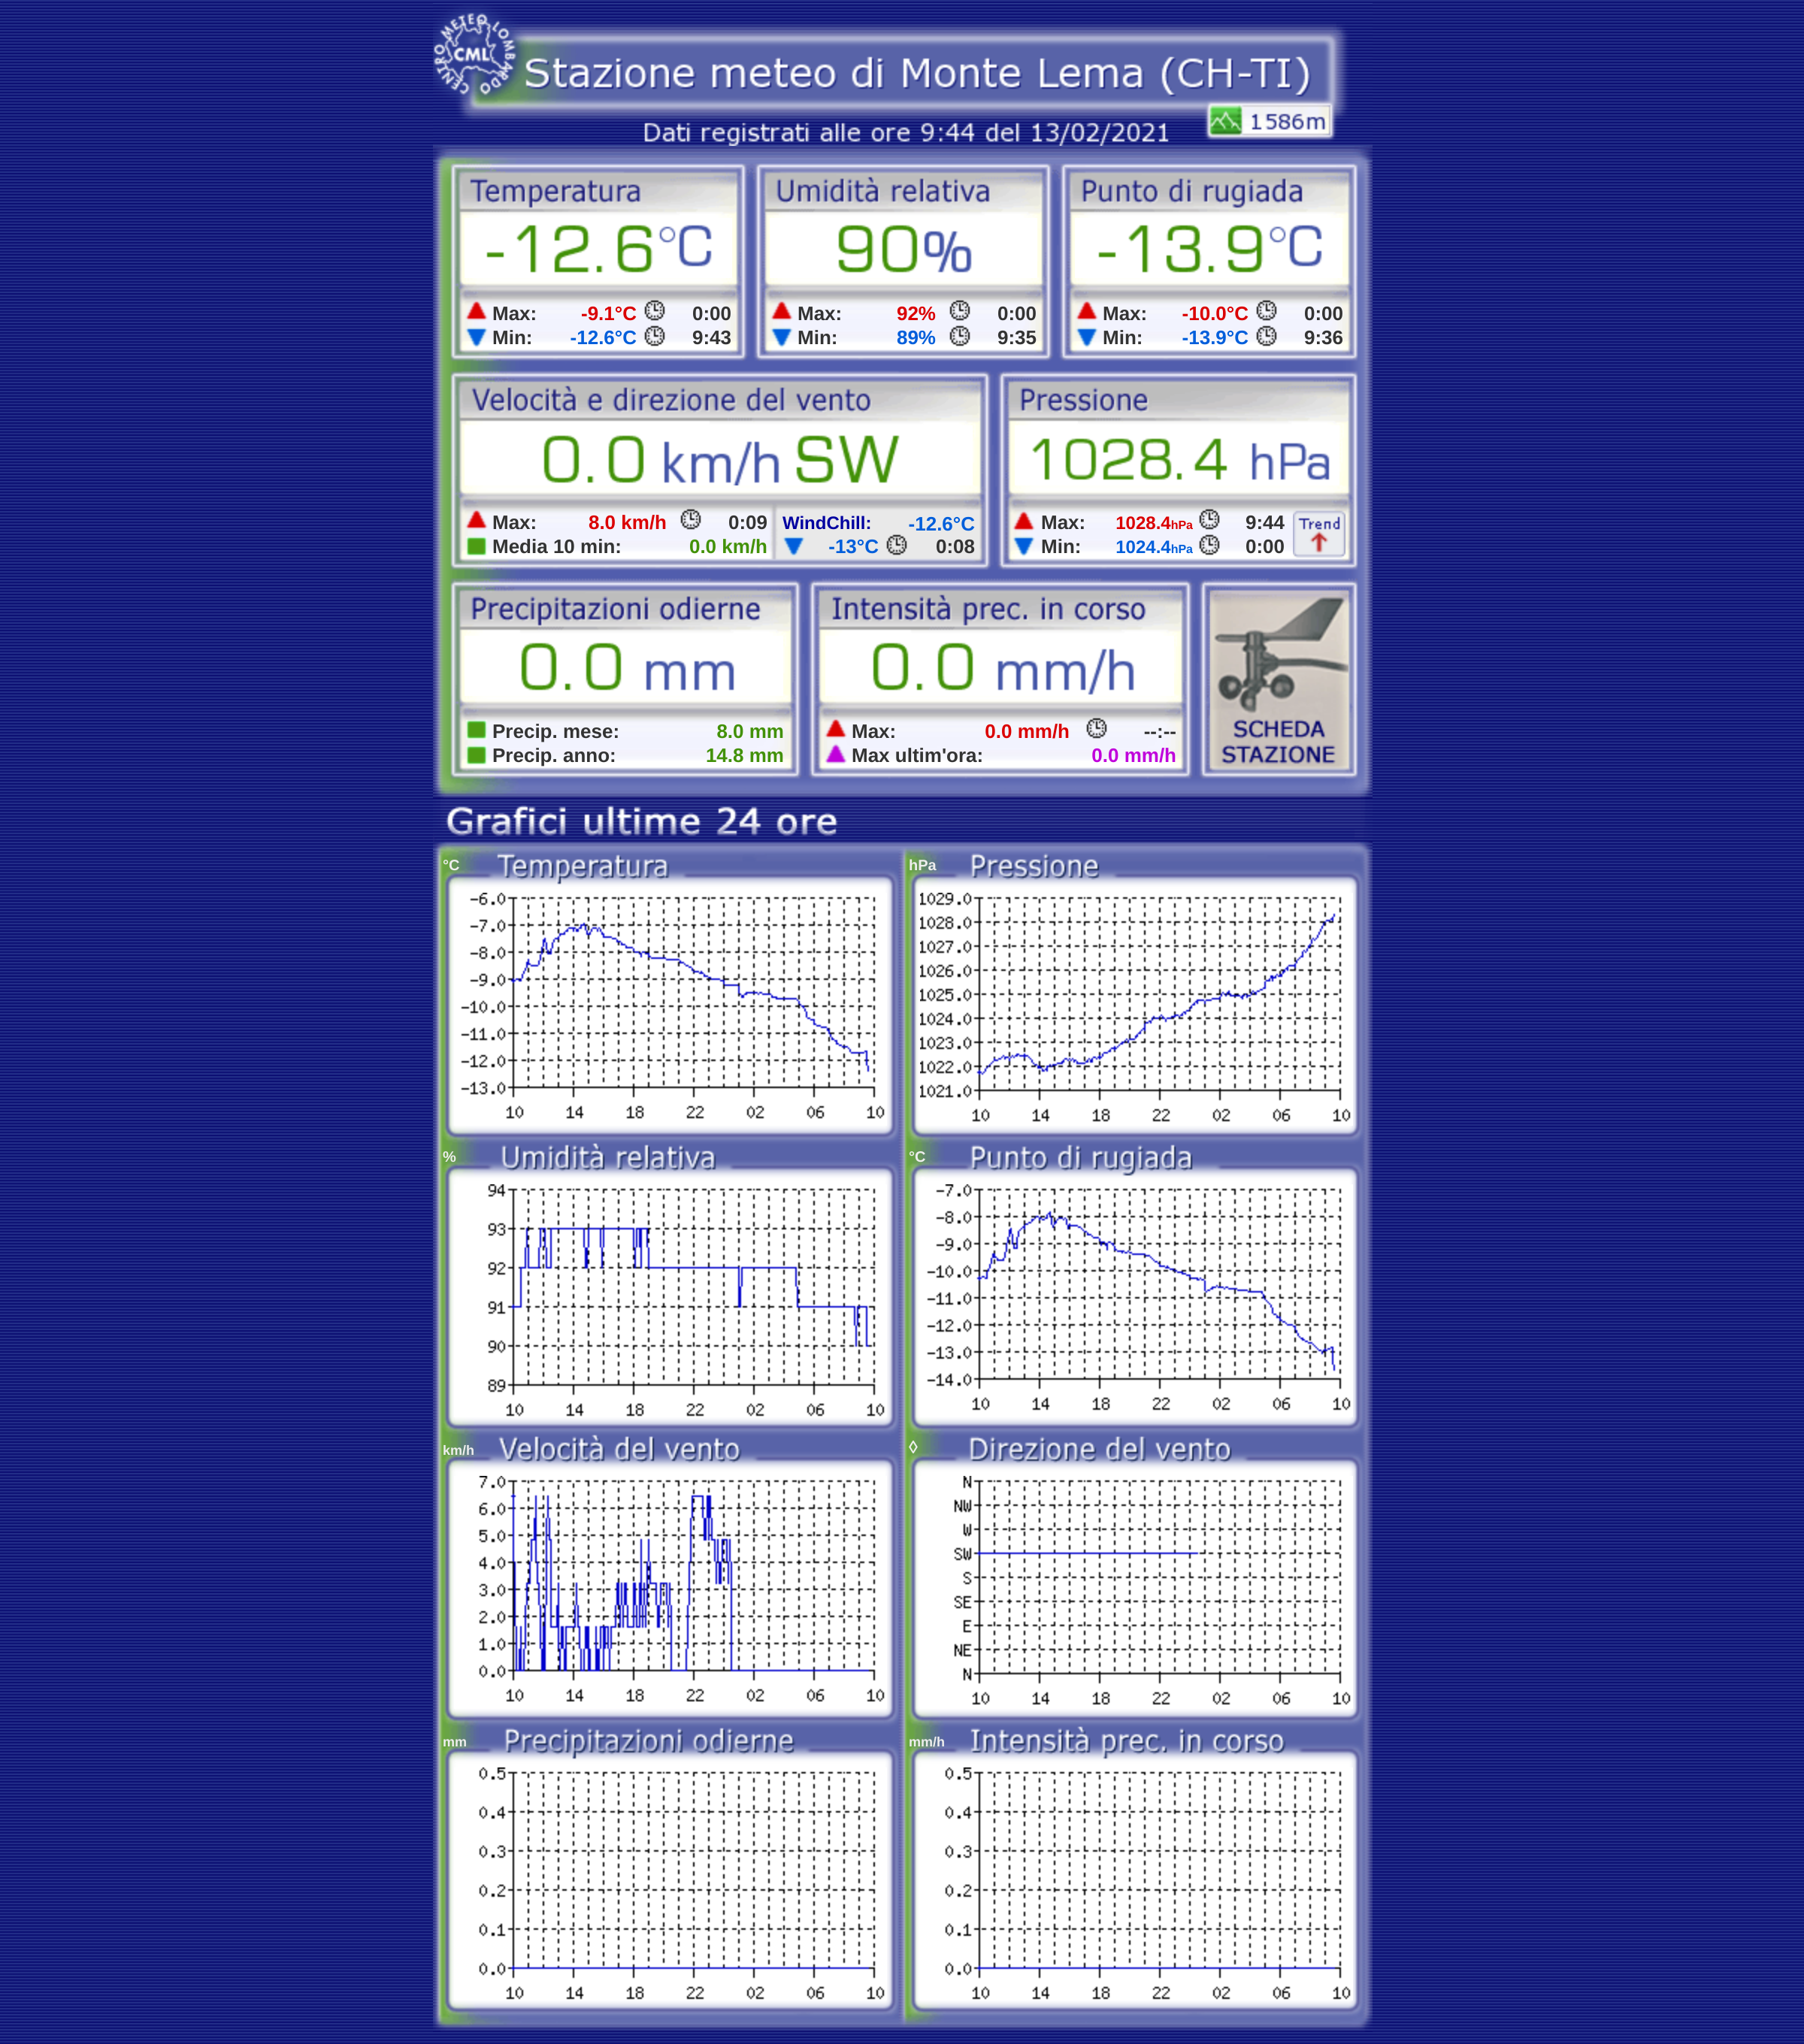 CENTRO METEO LOMBARDO
CML
Stazione meteo di Monte Lema (CH-TI)
1586m
Dati registrati alle ore 9:44 del 13/02/2021
Temperatura
-12.6°C
Max: -9.1°C 0:00
Min: -12.6°C 9:43
Umidità relativa
90%
Max: 92% 0:00
Min: 89% 9:35
Punto di rugiada
-13.9°C
Max: -10.0°C 0:00
Min: -13.9°C 9:36
Velocità e direzione del vento
0.0 km/h SW
Max: 8.0 km/h 0:09
Media 10 min: 0.0 km/h
WindChill: -12.6°C
-13°C 0:08
Pressione
1028.4 hPa
Max: 1028.4hPa 9:44
Min: 1024.4hPa 0:00
Trend
Precipitazioni odierne
0.0 mm
Precip. mese: 8.0 mm
Precip. anno: 14.8 mm
Intensità prec. in corso
0.0 mm/h
Max: 0.0 mm/h --:--
Max ultim'ora: 0.0 mm/h
SCHEDA
STAZIONE
Grafici ultime 24 ore
°C Temperatura
-6.0
-7.0
-8.0
-9.0
-10.0
-11.0
-12.0
-13.0
10 14 18 22 02 06 10
hPa Pressione
1029.0
1028.0
1027.0
1026.0
1025.0
1024.0
1023.0
1022.0
1021.0
10 14 18 22 02 06 10
% Umidità relativa
94
93
92
91
90
89
10 14 18 22 02 06 10
°C Punto di rugiada
-7.0
-8.0
-9.0
-10.0
-11.0
-12.0
-13.0
-14.0
10 14 18 22 02 06 10
km/h Velocità del vento
7.0
6.0
5.0
4.0
3.0
2.0
1.0
0.0
10 14 18 22 02 06 10
◊ Direzione del vento
N
NW
W
SW
S
SE
E
NE
N
10 14 18 22 02 06 10
mm Precipitazioni odierne
0.5
0.4
0.3
0.2
0.1
0.0
10 14 18 22 02 06 10
mm/h Intensità prec. in corso
0.5
0.4
0.3
0.2
0.1
0.0
10 14 18 22 02 06 10